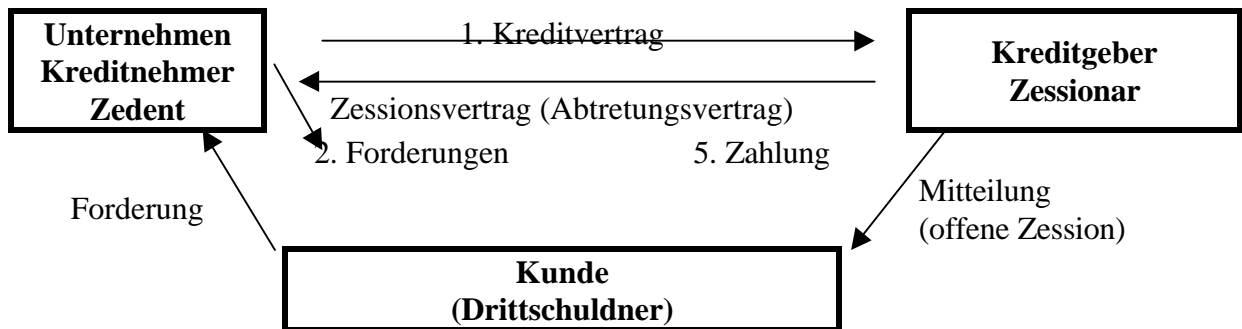 Unternehmen
Kreditnehmer
Zedent
1. Kreditvertrag
Kreditgeber
Zessionar
Zessionsvertrag (Abtretungsvertrag)
2. Forderungen
5. Zahlung
Forderung
Mitteilung
(offene Zession)
Kunde
(Drittschuldner)